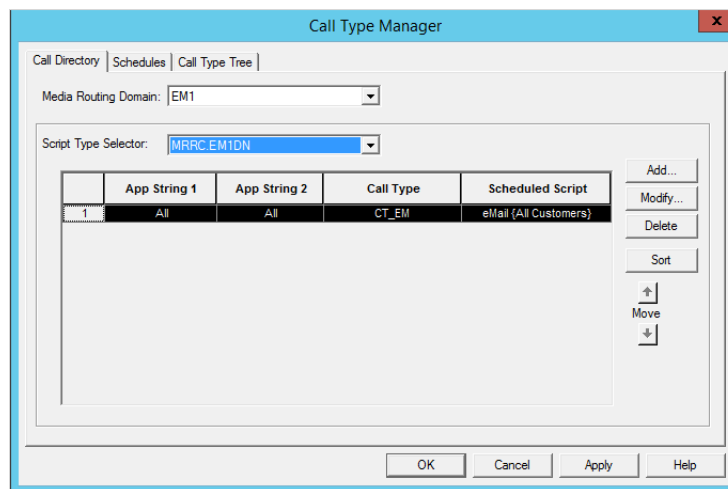 Call Type Manager
x
Call Directory Schedules Call Type Tree
Media Routing Domain: EM1
Script Type Selector: MRRC.EM1DN
App String 1 App String 2 Call Type Scheduled Script
1 All All CT_EM eMail {All Customers}
Add...
Modify...
Delete
Sort
Move
OK Cancel Apply Help